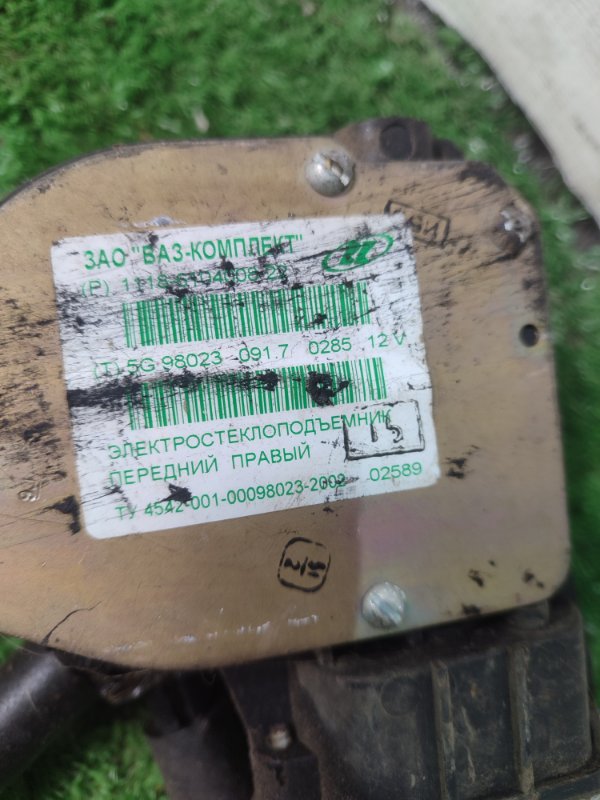 ЗАО "ВАЗ-КОМПЛЕКТ"
(T) 5G 98023 091.7 0285 12 V
ЭЛЕКТРОСТЕКЛОПОДЪЕМНИК
ПЕРЕДНИЙ ПРАВЫЙ
ТУ 4542-001-00098023-2002 02589